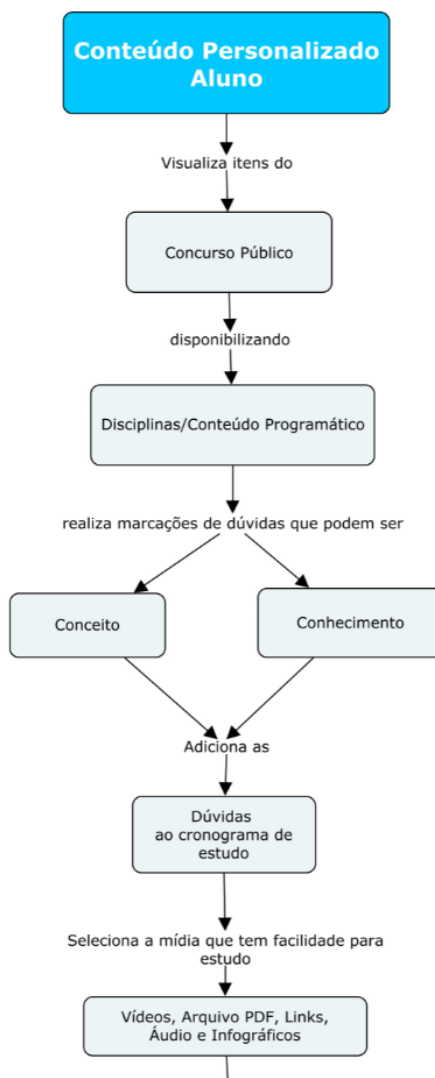 Conteúdo Personalizado
Aluno
Visualiza itens do
Concurso Público
disponibilizando
Disciplinas/Conteúdo Programático
realiza marcações de dúvidas que podem ser
Conceito
Conhecimento
Adiciona as
Dúvidas
ao cronograma de
estudo
Seleciona a mídia que tem facilidade para
estudo
Vídeos, Arquivo PDF, Links,
Áudio e Infográficos